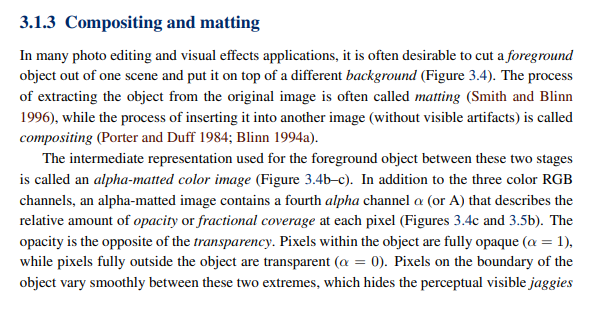 3.1.3 Compositing and matting
In many photo editing and visual effects applications, it is often desirable to cut a foreground
object out of one scene and put it on top of a different background (Figure 3.4). The process
of extracting the object from the original image is often called matting (Smith and Blinn
1996), while the process of inserting it into another image (without visible artifacts) is called
compositing (Porter and Duff 1984; Blinn 1994a).
The intermediate representation used for the foreground object between these two stages
is called an alpha-matted color image (Figure 3.4b–c). In addition to the three color RGB
channels, an alpha-matted image contains a fourth alpha channel α (or A) that describes the
relative amount of opacity or fractional coverage at each pixel (Figures 3.4c and 3.5b). The
opacity is the opposite of the transparency. Pixels within the object are fully opaque (α = 1),
while pixels fully outside the object are transparent (α = 0). Pixels on the boundary of the
object vary smoothly between these two extremes, which hides the perceptual visible jaggies